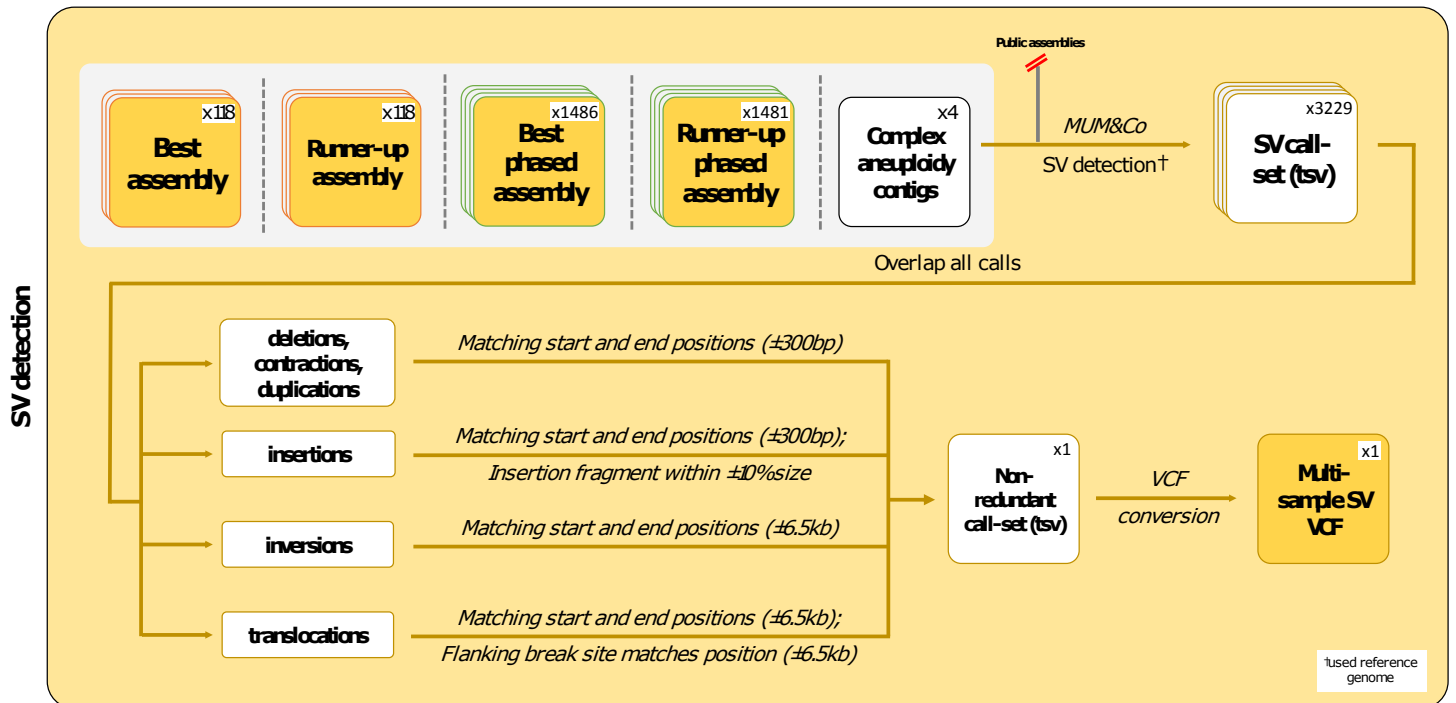 SV detection
Public assemblies
x118
Best
assembly
x118
Runner-up
assembly
x1486
Best
phased
assembly
x1481
Runner-up
phased
assembly
x4
Complex
aneuploidy
contigs
MUM&Co
SV detection†
x3229
SV call-
set (tsv)
Overlap all calls
deletions,
contractions,
duplications
Matching start and end positions (±300bp)
insertions
Matching start and end positions (±300bp);
Insertion fragment within ±10% size
inversions
Matching start and end positions (±6.5kb)
translocations
Matching start and end positions (±6.5kb);
Flanking break site matches position (±6.5kb)
x1
Non-
redundant
call-set (tsv)
VCF
conversion
x1
Multi-
sample SV
VCF
†used reference
genome